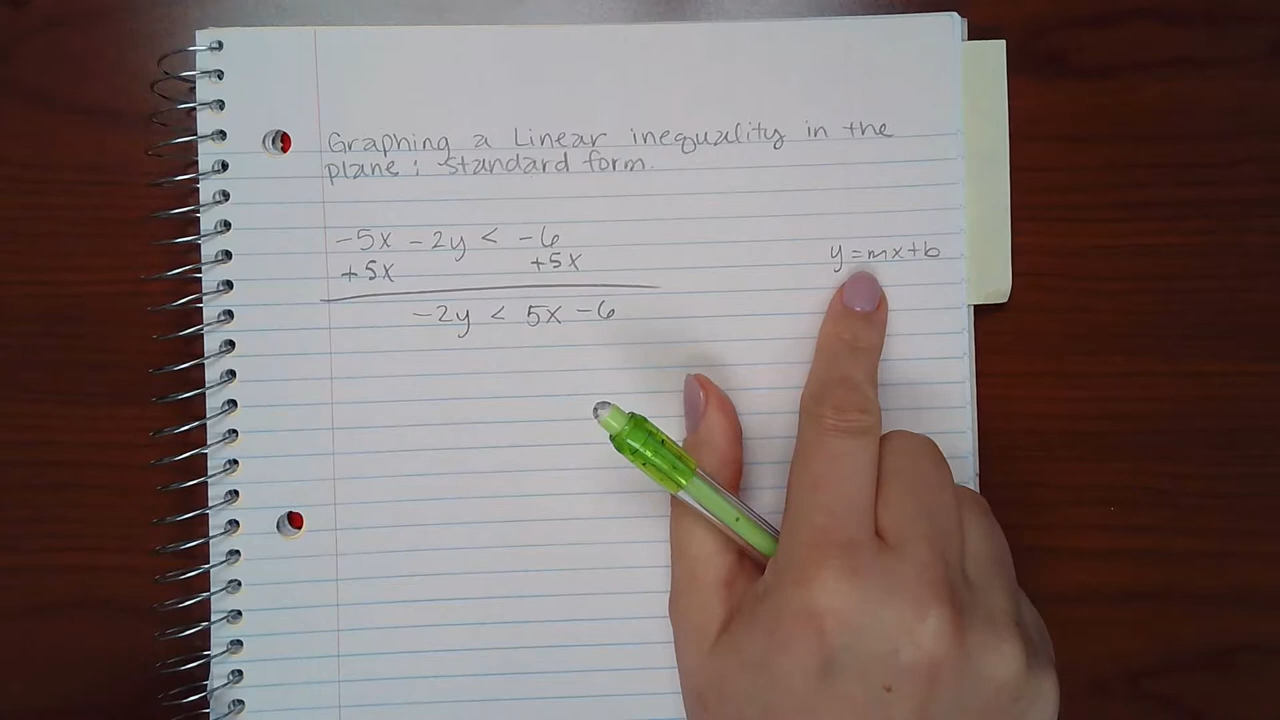 Graphing a Linear inequality in the
plane: standard form.
-5x - 2y < -6
y=mx+b
+5x +5x
-2y < 5x -6